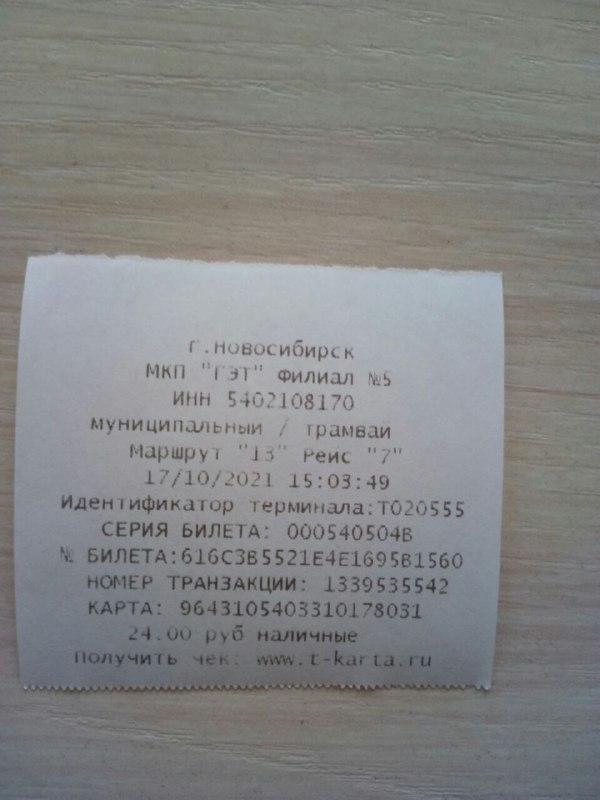 г.Новосибирск
МКП "ГЭТ" Филиал №5
ИНН 5402108170
муниципальный / трамвай
Маршрут "13" Рейс "7"
17/10/2021 15:03:49
Идентификатор терминала:T020555
СЕРИЯ БИЛЕТА: 000540504B
№ БИЛЕТА:616C3B5521E4E1695B1560
НОМЕР ТРАНЗАКЦИИ: 1339535542
КАРТА: 9643105403310178031
24.00 руб наличные
Получить чек: www.t-karta.ru